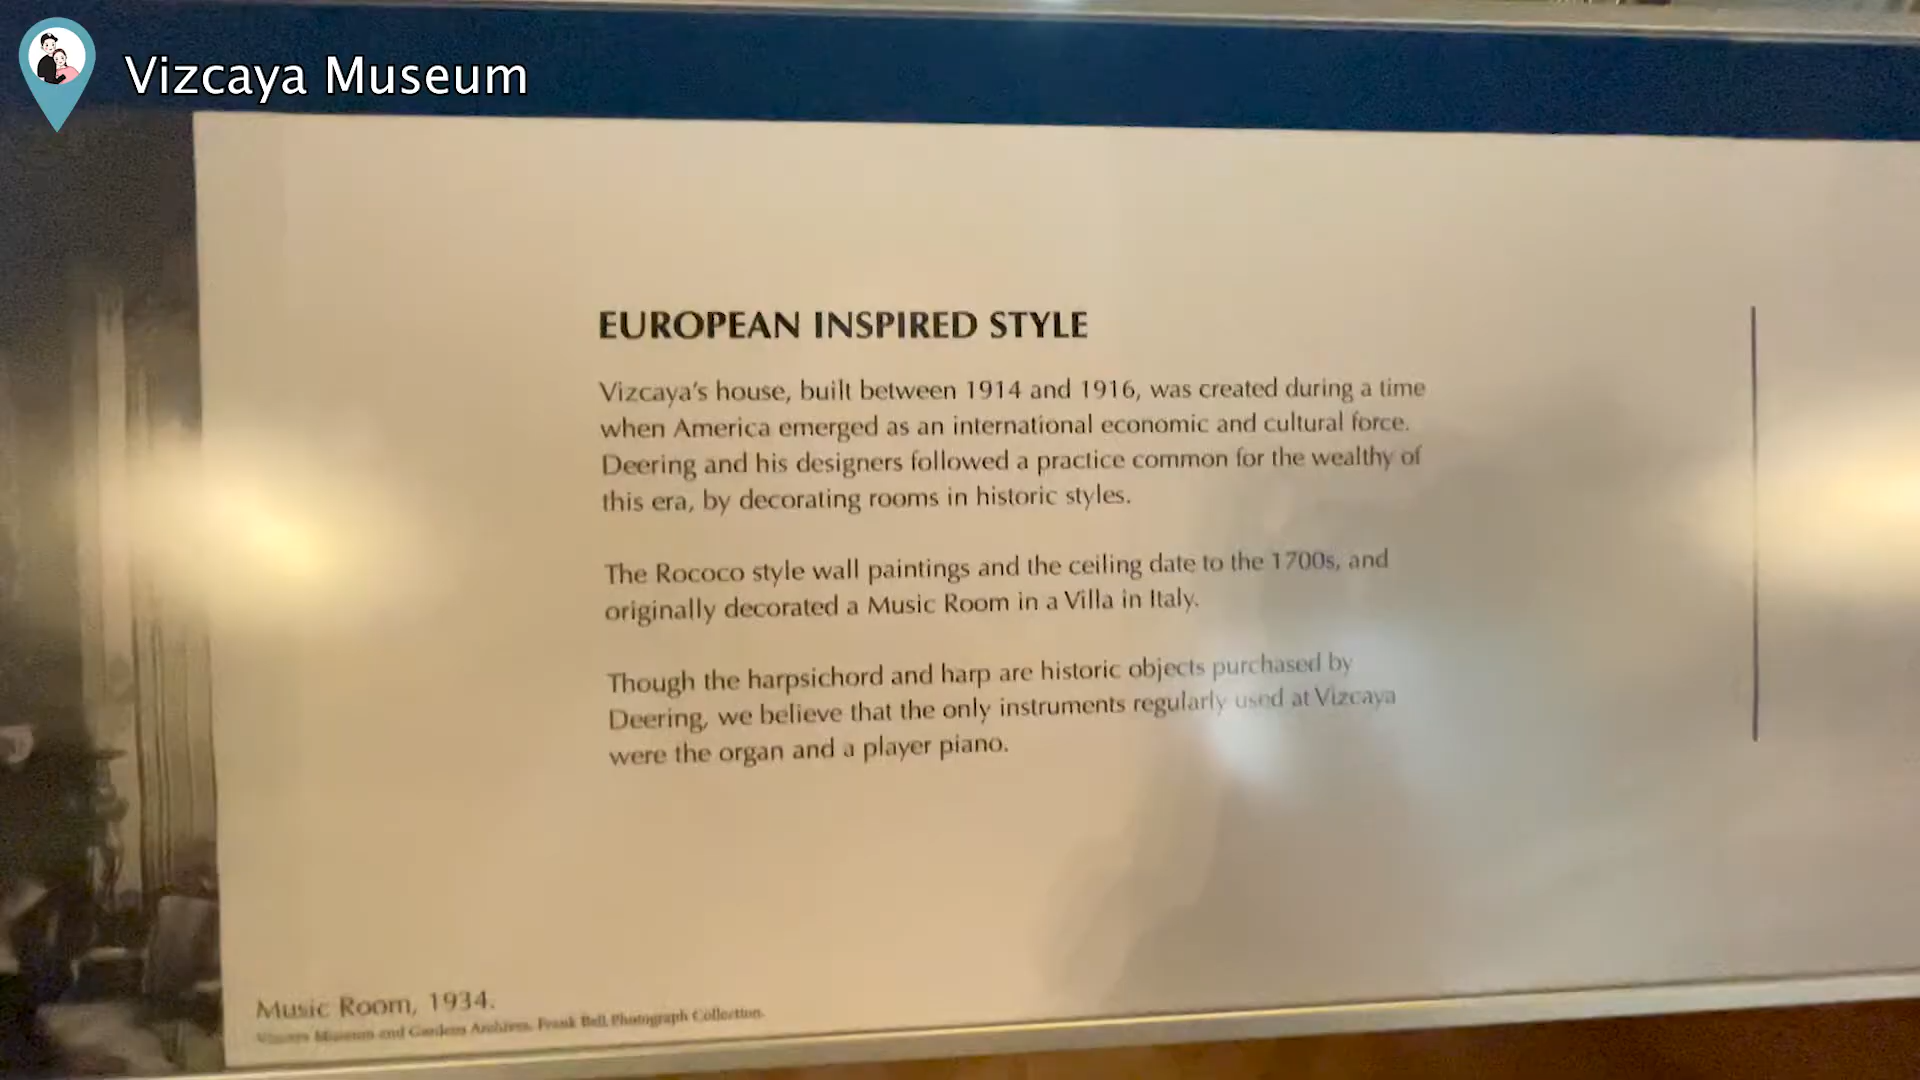 Vizcaya Museum
EUROPEAN INSPIRED STYLE
Vizcaya's house, built between 1914 and 1916, was created during a time
when America emerged as an international economic and cultural force.
Deering and his designers followed a practice common for the wealthy of
this era, by decorating rooms in historic styles.
The Rococo style wall paintings and the ceiling date to the 1700s, and
originally decorated a Music Room in a Villa in Italy.
Though the harpsichord and harp are historic objects purchased by
Deering, we believe that the only instruments regularly used at Vizcaya
were the organ and a player piano.
Music Room, 1934.
Vizcaya Museum and Gardens Archives, Frank Bell Photograph Collection.